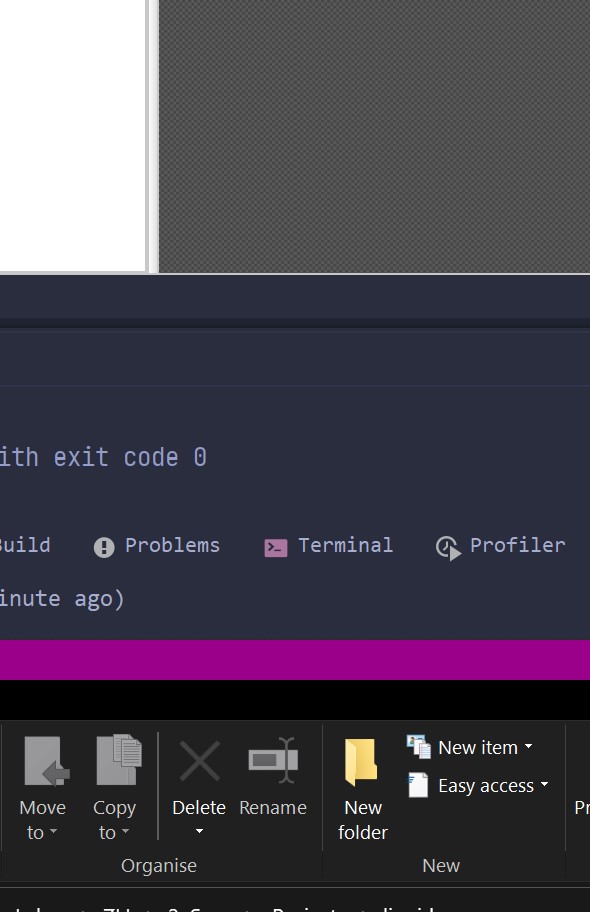 ith exit code 0
Build Problems Terminal Profiler
inute ago)
New item
Easy access
Move to
Copy to
Delete
Rename
New folder
Organise
New